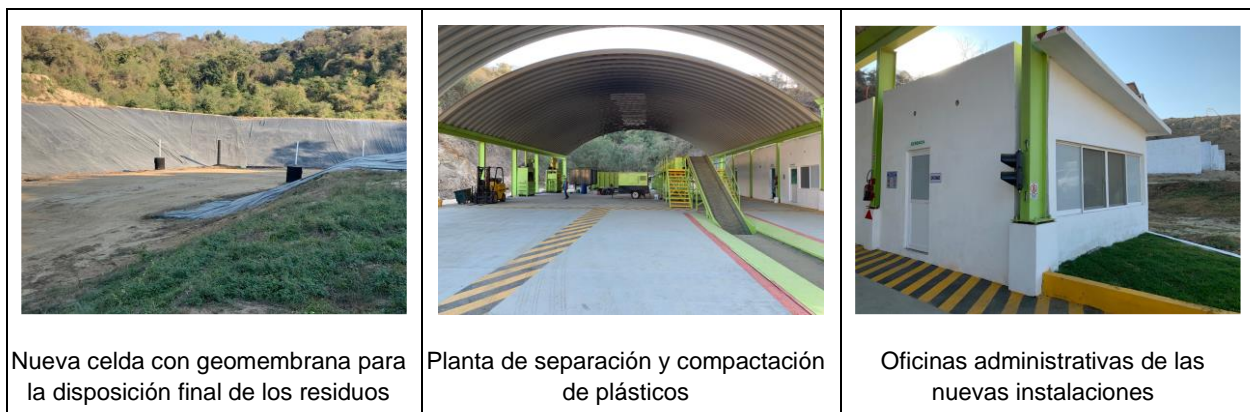 Nueva celda con geomembrana para
la disposición final de los residuos
Planta de separación y compactación
de plásticos
Oficinas administrativas de las
nuevas instalaciones